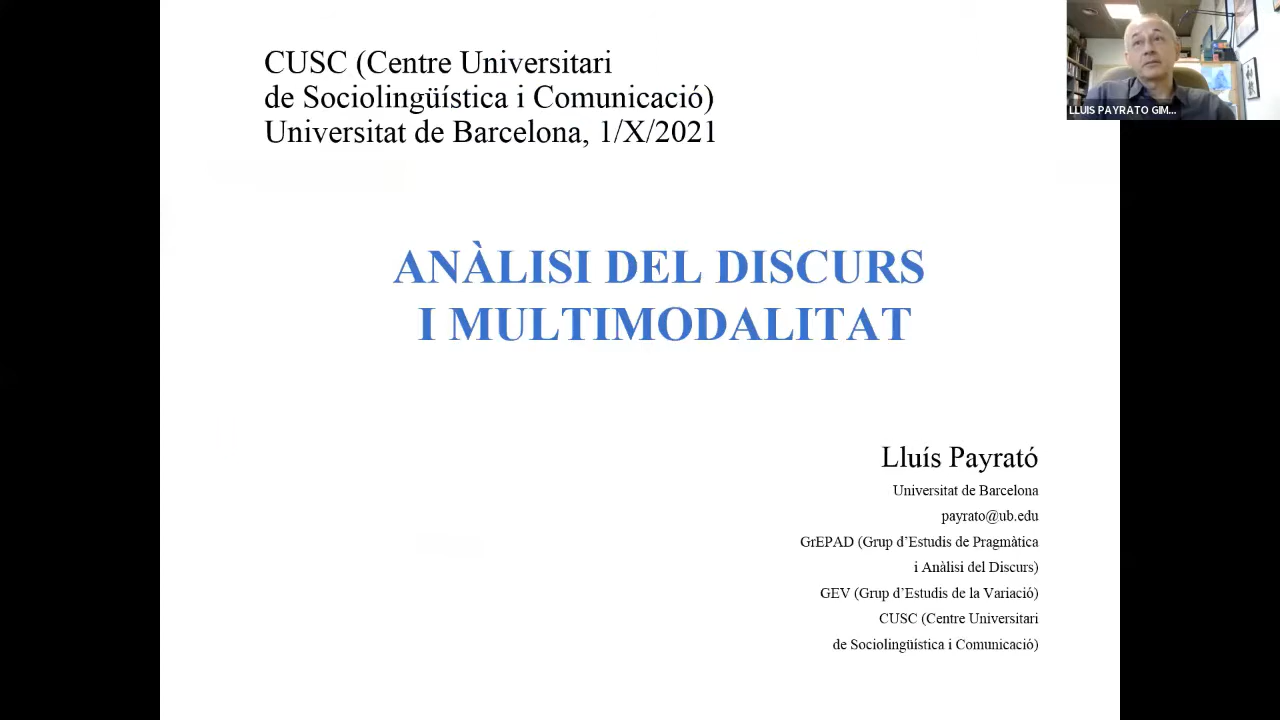 CUSC (Centre Universitari
de Sociolingüística i Comunicació)
Universitat de Barcelona, 1/X/2021
LLUIS PAYRATO GIM...
ANÀLISI DEL DISCURS
I MULTIMODALITAT
Lluís Payrató
Universitat de Barcelona
payrato@ub.edu
GrEPAD (Grup d’Estudis de Pragmàtica
i Anàlisi del Discurs)
GEV (Grup d’Estudis de la Variació)
CUSC (Centre Universitari
de Sociolingüística i Comunicació)